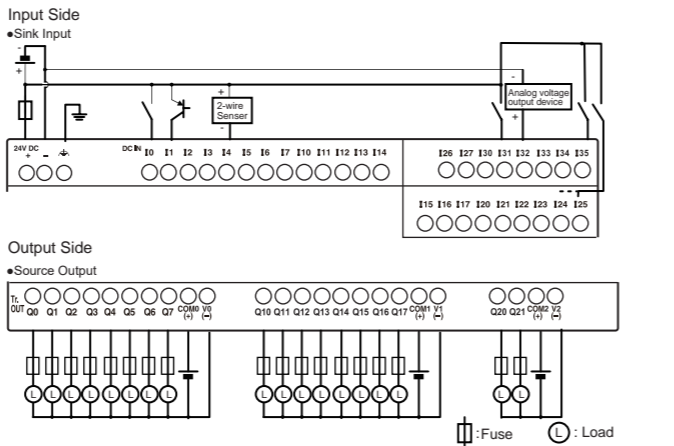 Input Side
●Sink Input
-
+
+
2-wire
Senser
-
-
Analog voltage
output device
+
24V DC
+ -
DC IN I0 I1 I2 I3 I4 I5 I6 I7 I10 I11 I12 I13 I14
I26 I27 I30 I31 I32 I33 I34 I35
I15 I16 I17 I20 I21 I22 I23 I24 I25
Output Side
●Source Output
Tr.
OUT Q0 Q1 Q2 Q3 Q4 Q5 Q6 Q7 COM0 V0
(+) (-)
Q10 Q11 Q12 Q13 Q14 Q15 Q16 Q17 COM1 V1
(+) (-)
Q20 Q21 COM2 V2
(+) (-)
L L L L L L L L
L L L L L L L L
L L
:Fuse
L : Load